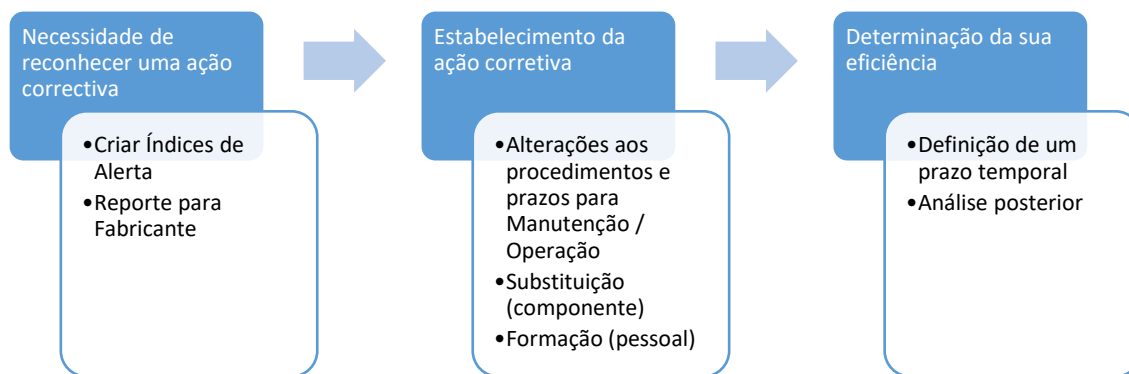 Necessidade de
reconhecer uma ação
correctiva
•Criar Índices de
Alerta
•Reporte para
Fabricante
Estabelecimento da
ação corretiva
•Alterações aos
procedimentos e
prazos para
Manutenção /
Operação
•Substituição
(componente)
•Formação (pessoal)
Determinação da sua
eficiência
•Definição de um
prazo temporal
•Análise posterior